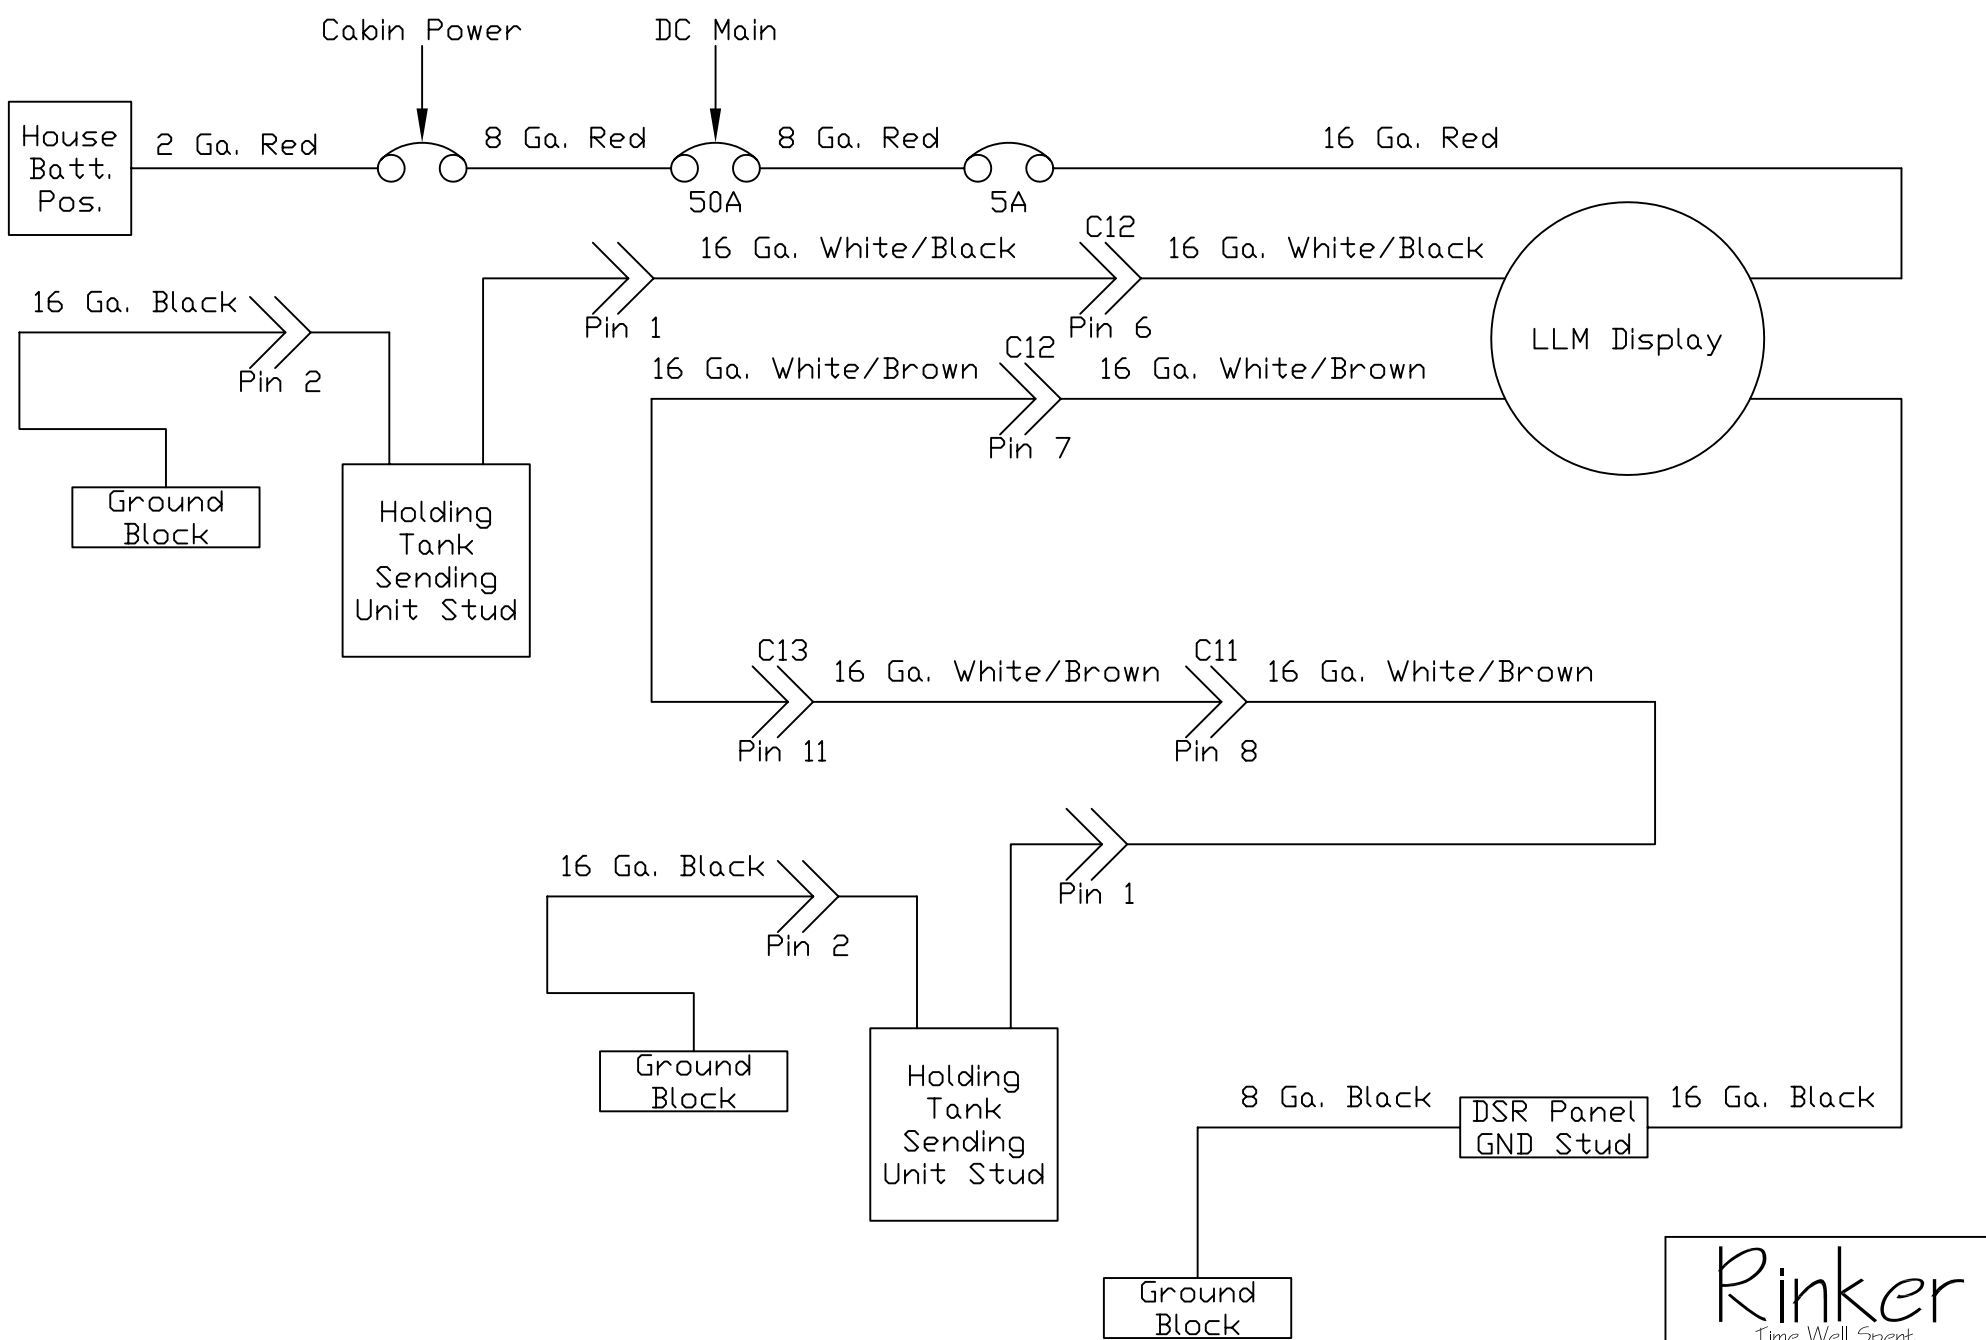 Cabin Power
DC Main
House
Batt.
Pos.
2 Ga. Red
8 Ga. Red
50A
8 Ga. Red
5A
16 Ga. Red
16 Ga. White/Black
C12
16 Ga. White/Black
Pin 1
Pin 6
16 Ga. Black
Pin 2
LLM Display
16 Ga. White/Brown
C12
16 Ga. White/Brown
Pin 7
Ground
Block
Holding
Tank
Sending
Unit Stud
C13
16 Ga. White/Brown
C11
16 Ga. White/Brown
Pin 11
Pin 8
16 Ga. Black
Pin 2
Pin 1
Ground
Block
Holding
Tank
Sending
Unit Stud
8 Ga. Black
DSR Panel
GND Stud
16 Ga. Black
Ground
Block
Rinker
Time Well Spent